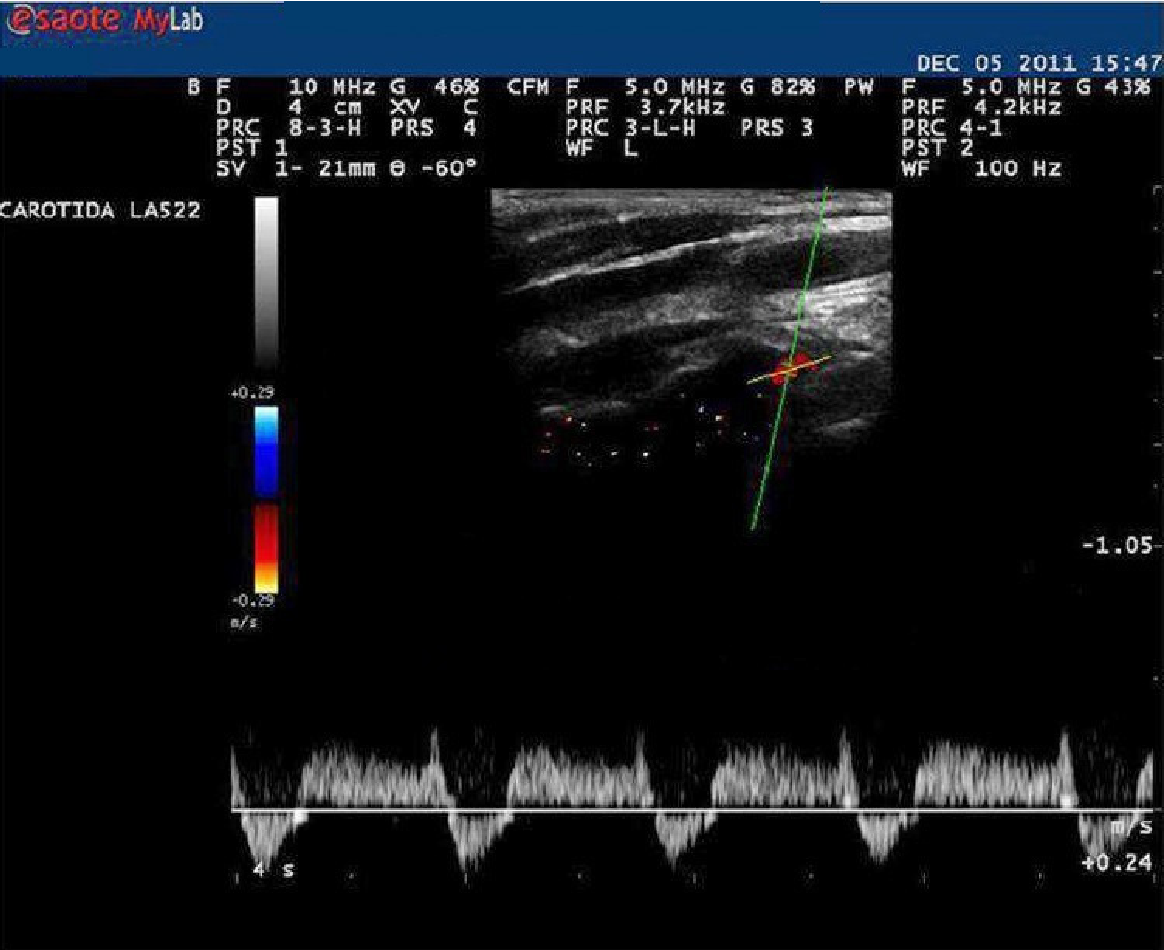 esaote MyLab
DEC 05 2011 15:47
B F 10 MHz G 46% CFM F 5.0 MHz G 82% PW F 5.0 MHz G 43%
D 4 cm XV C PRF 3.7kHz PRF 4.2kHz
PRC 8-3-H PRS 4 PRC 3-L-H PRS 3 PRC 4-1
PST 1 WF L PST 2
SV 1- 21mm θ -60° WF 100 Hz
CAROTIDA LA522
+0.29
-1.05
-0.29
m/s
m/s
+0.24
4 s